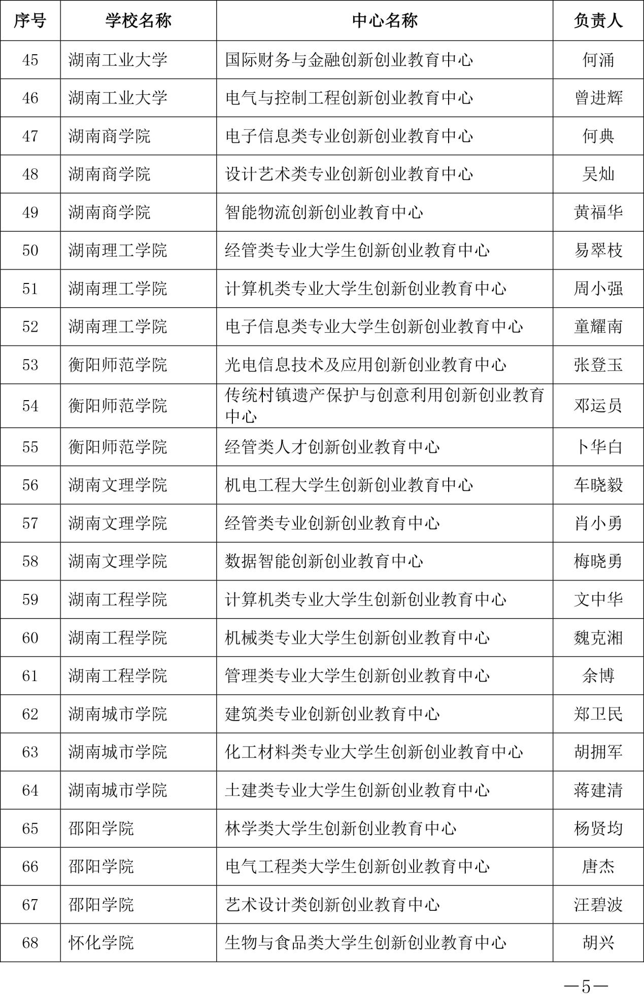 序号 学校名称 中心名称 负责人
45 湖南工业大学 国际财务与金融创新创业教育中心 何涌
46 湖南工业大学 电气与控制工程创新创业教育中心 曾进辉
47 湖南商学院 电子信息类专业创新创业教育中心 何典
48 湖南商学院 设计艺术类专业创新创业教育中心 吴灿
49 湖南商学院 智能物流创新创业教育中心 黄福华
50 湖南理工学院 经管类专业大学生创新创业教育中心 易翠枝
51 湖南理工学院 计算机类专业大学生创新创业教育中心 周小强
52 湖南理工学院 电子信息类专业大学生创新创业教育中心 童耀南
53 衡阳师范学院 光电信息技术及应用创新创业教育中心 张登玉
54 衡阳师范学院 传统村镇遗产保护与创意利用创新创业教育
中心 邓运员
55 衡阳师范学院 经管类人才创新创业教育中心 卜华白
56 湖南文理学院 机电工程大学生创新创业教育中心 车晓毅
57 湖南文理学院 经管类专业创新创业教育中心 肖小勇
58 湖南文理学院 数据智能创新创业教育中心 梅晓勇
59 湖南工程学院 计算机类专业大学生创新创业教育中心 文中华
60 湖南工程学院 机械类专业大学生创新创业教育中心 魏克湘
61 湖南工程学院 管理类专业大学生创新创业教育中心 余博
62 湖南城市学院 建筑类专业创新创业教育中心 郑卫民
63 湖南城市学院 化工材料类专业大学生创新创业教育中心 胡拥军
64 湖南城市学院 土建类专业大学生创新创业教育中心 蒋建清
65 邵阳学院 林学类大学生创新创业教育中心 杨贤均
66 邵阳学院 电气工程类大学生创新创业教育中心 唐杰
67 邵阳学院 艺术设计类创新创业教育中心 汪碧波
68 怀化学院 生物与食品类大学生创新创业教育中心 胡兴
—5—